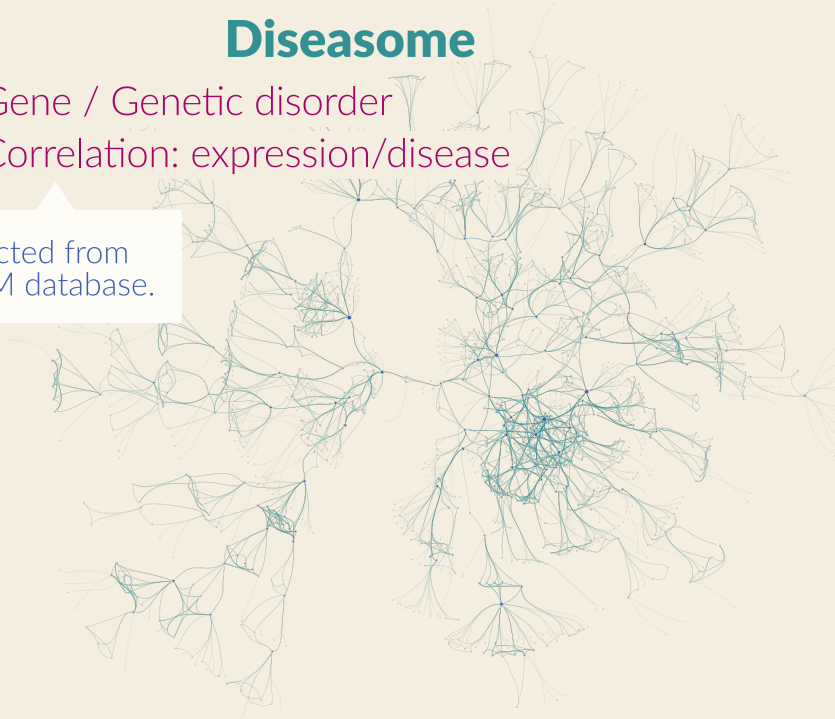 Diseasome
Gene / Genetic disorder
Correlation: expression/disease
cted from
M database.